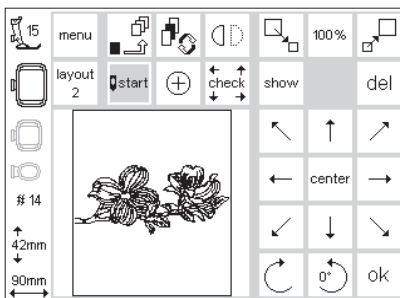 15 menu 100%
layout
2
start check show del
center
# 14
42mm
90mm 0° ok